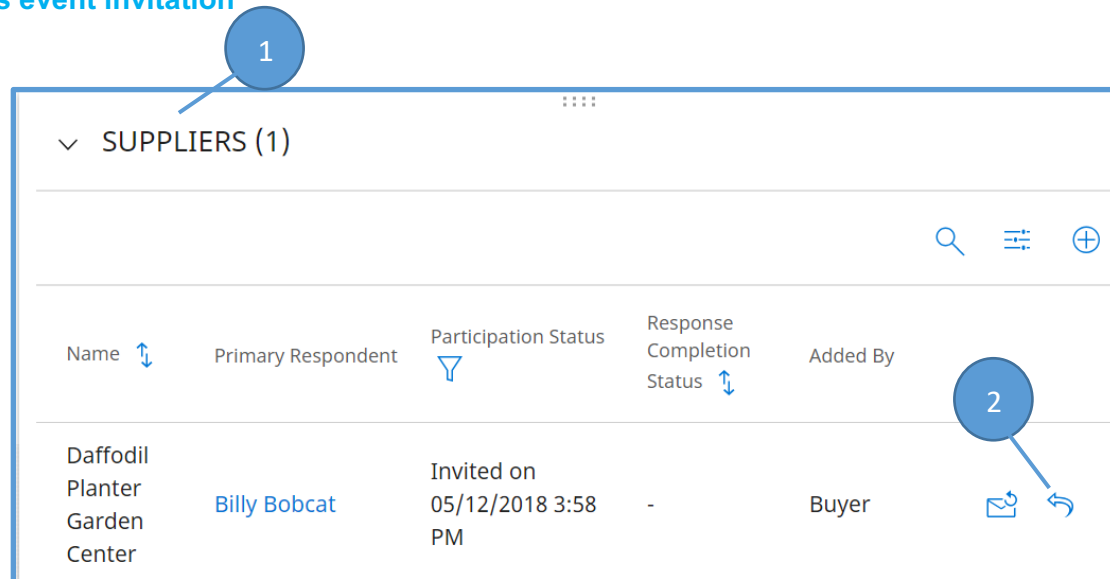 s event invitation
1
SUPPLIERS (1)
Name
Primary Respondent
Participation Status
Response
Completion
Status
Added By
2
Daffodil
Planter
Garden
Center
Billy Bobcat
Invited on
05/12/2018 3:58
PM
-
Buyer